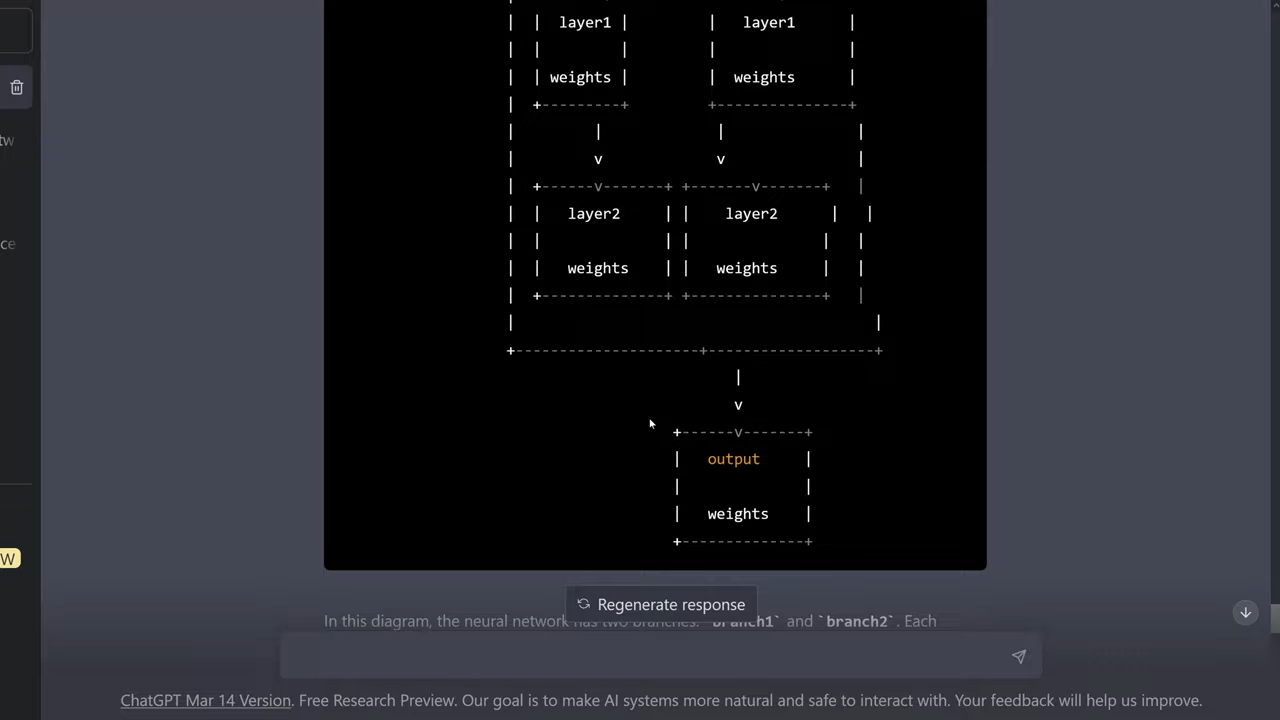 | | layer1 | | layer1 |
| | | | |
| | weights | | weights |
| +---------+ +---------------+
| | | |
| v v |
| +------v-------+ +-------v-------+ |
| | layer2 | | layer2 | |
| | | | | |
| | weights | | weights | |
| +--------------+ +---------------+ |
| |
+---------------------+-------------------+
|
v
+------v-------+
| output |
| |
| weights |
+--------------+
tw
ce
W
Regenerate response
In this diagram, the neural network has two branches: `branch1` and `branch2`. Each
ChatGPT Mar 14 Version. Free Research Preview. Our goal is to make AI systems more natural and safe to interact with. Your feedback will help us improve.